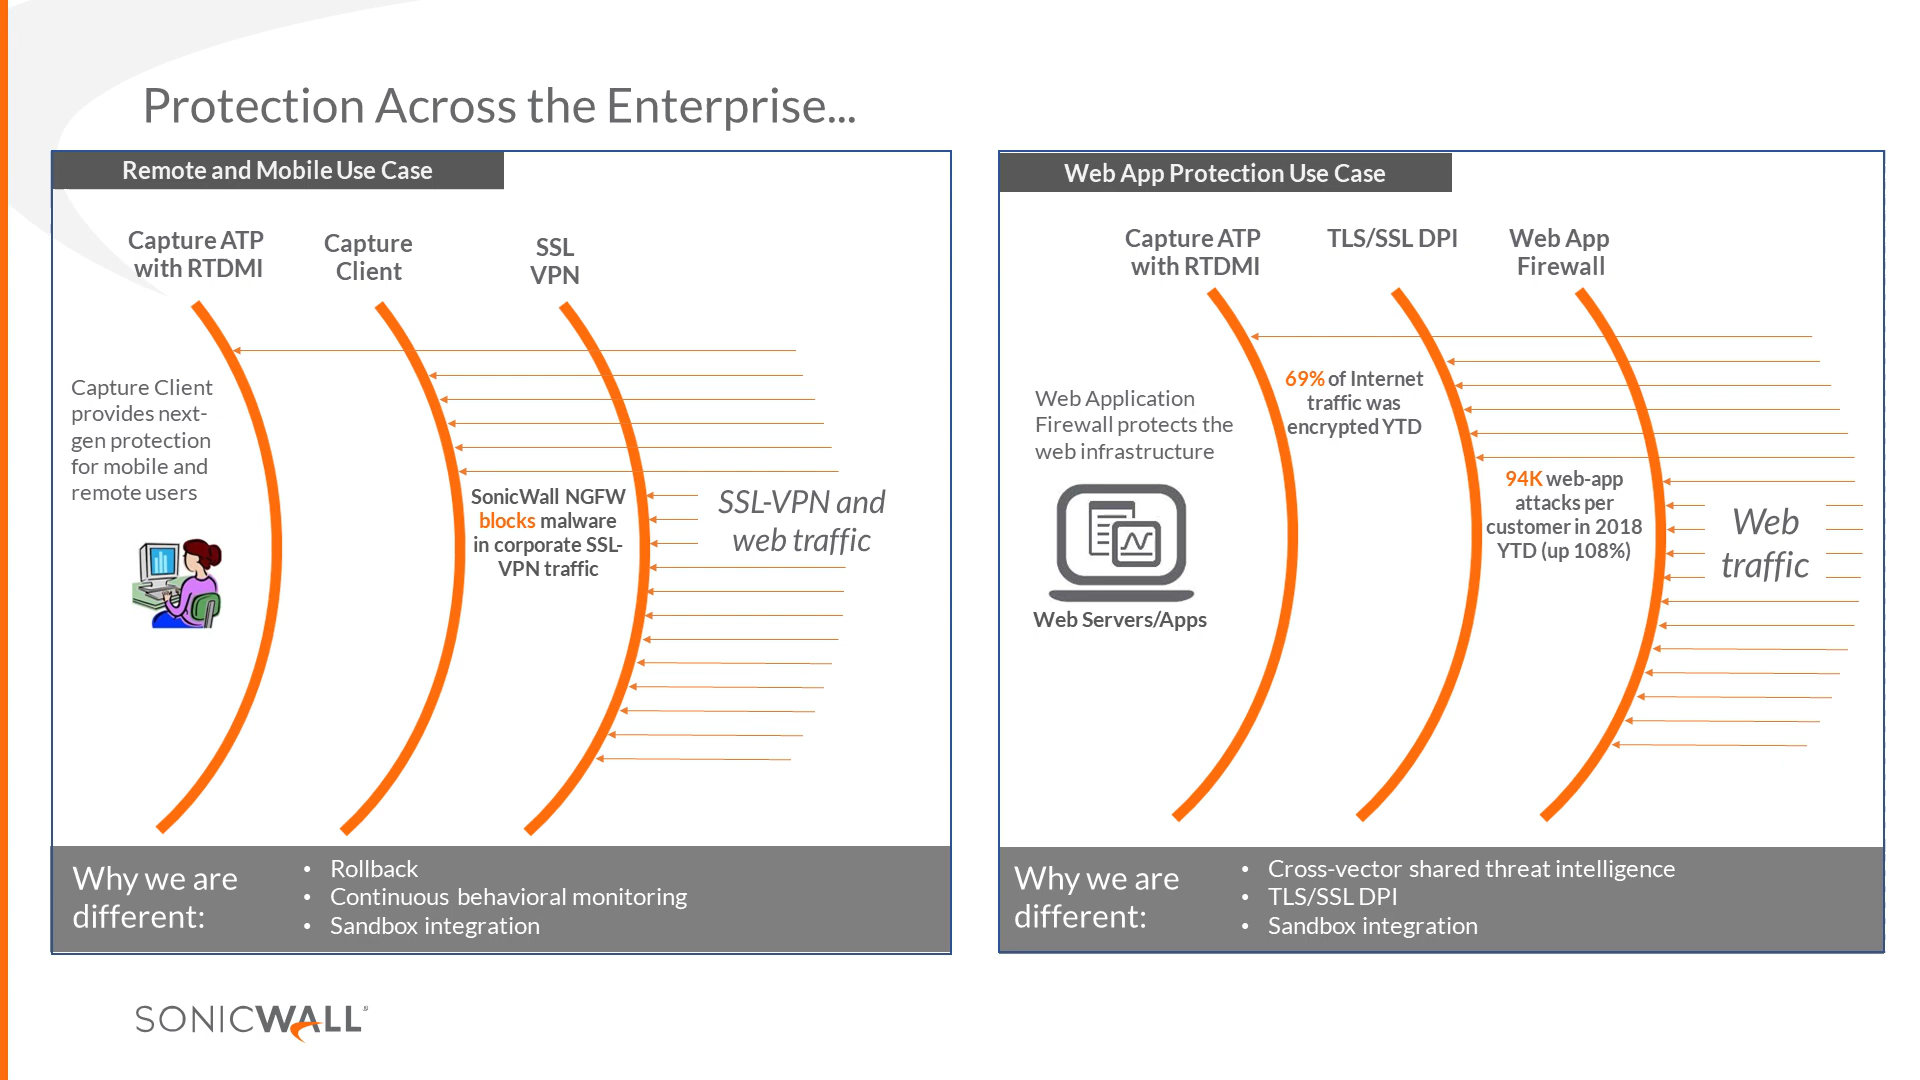 Protection Across the Enterprise...
Remote and Mobile Use Case
Capture ATP
with RTDMI
Capture
Client
SSL
VPN
Capture Client
provides next-
gen protection
for mobile and
remote users
SonicWall NGFW
blocks malware
in corporate SSL-
VPN traffic
SSL-VPN and
web traffic
Why we are
different:
• Rollback
• Continuous behavioral monitoring
• Sandbox integration
Web App Protection Use Case
Capture ATP
with RTDMI
TLS/SSL DPI
Web App
Firewall
Web Application
Firewall protects the
web infrastructure
Web Servers/Apps
69% of Internet
traffic was
encrypted YTD
94K web-app
attacks per
customer in 2018
YTD (up 108%)
Web
traffic
Why we are
different:
• Cross-vector shared threat intelligence
• TLS/SSL DPI
• Sandbox integration
SONICWALL